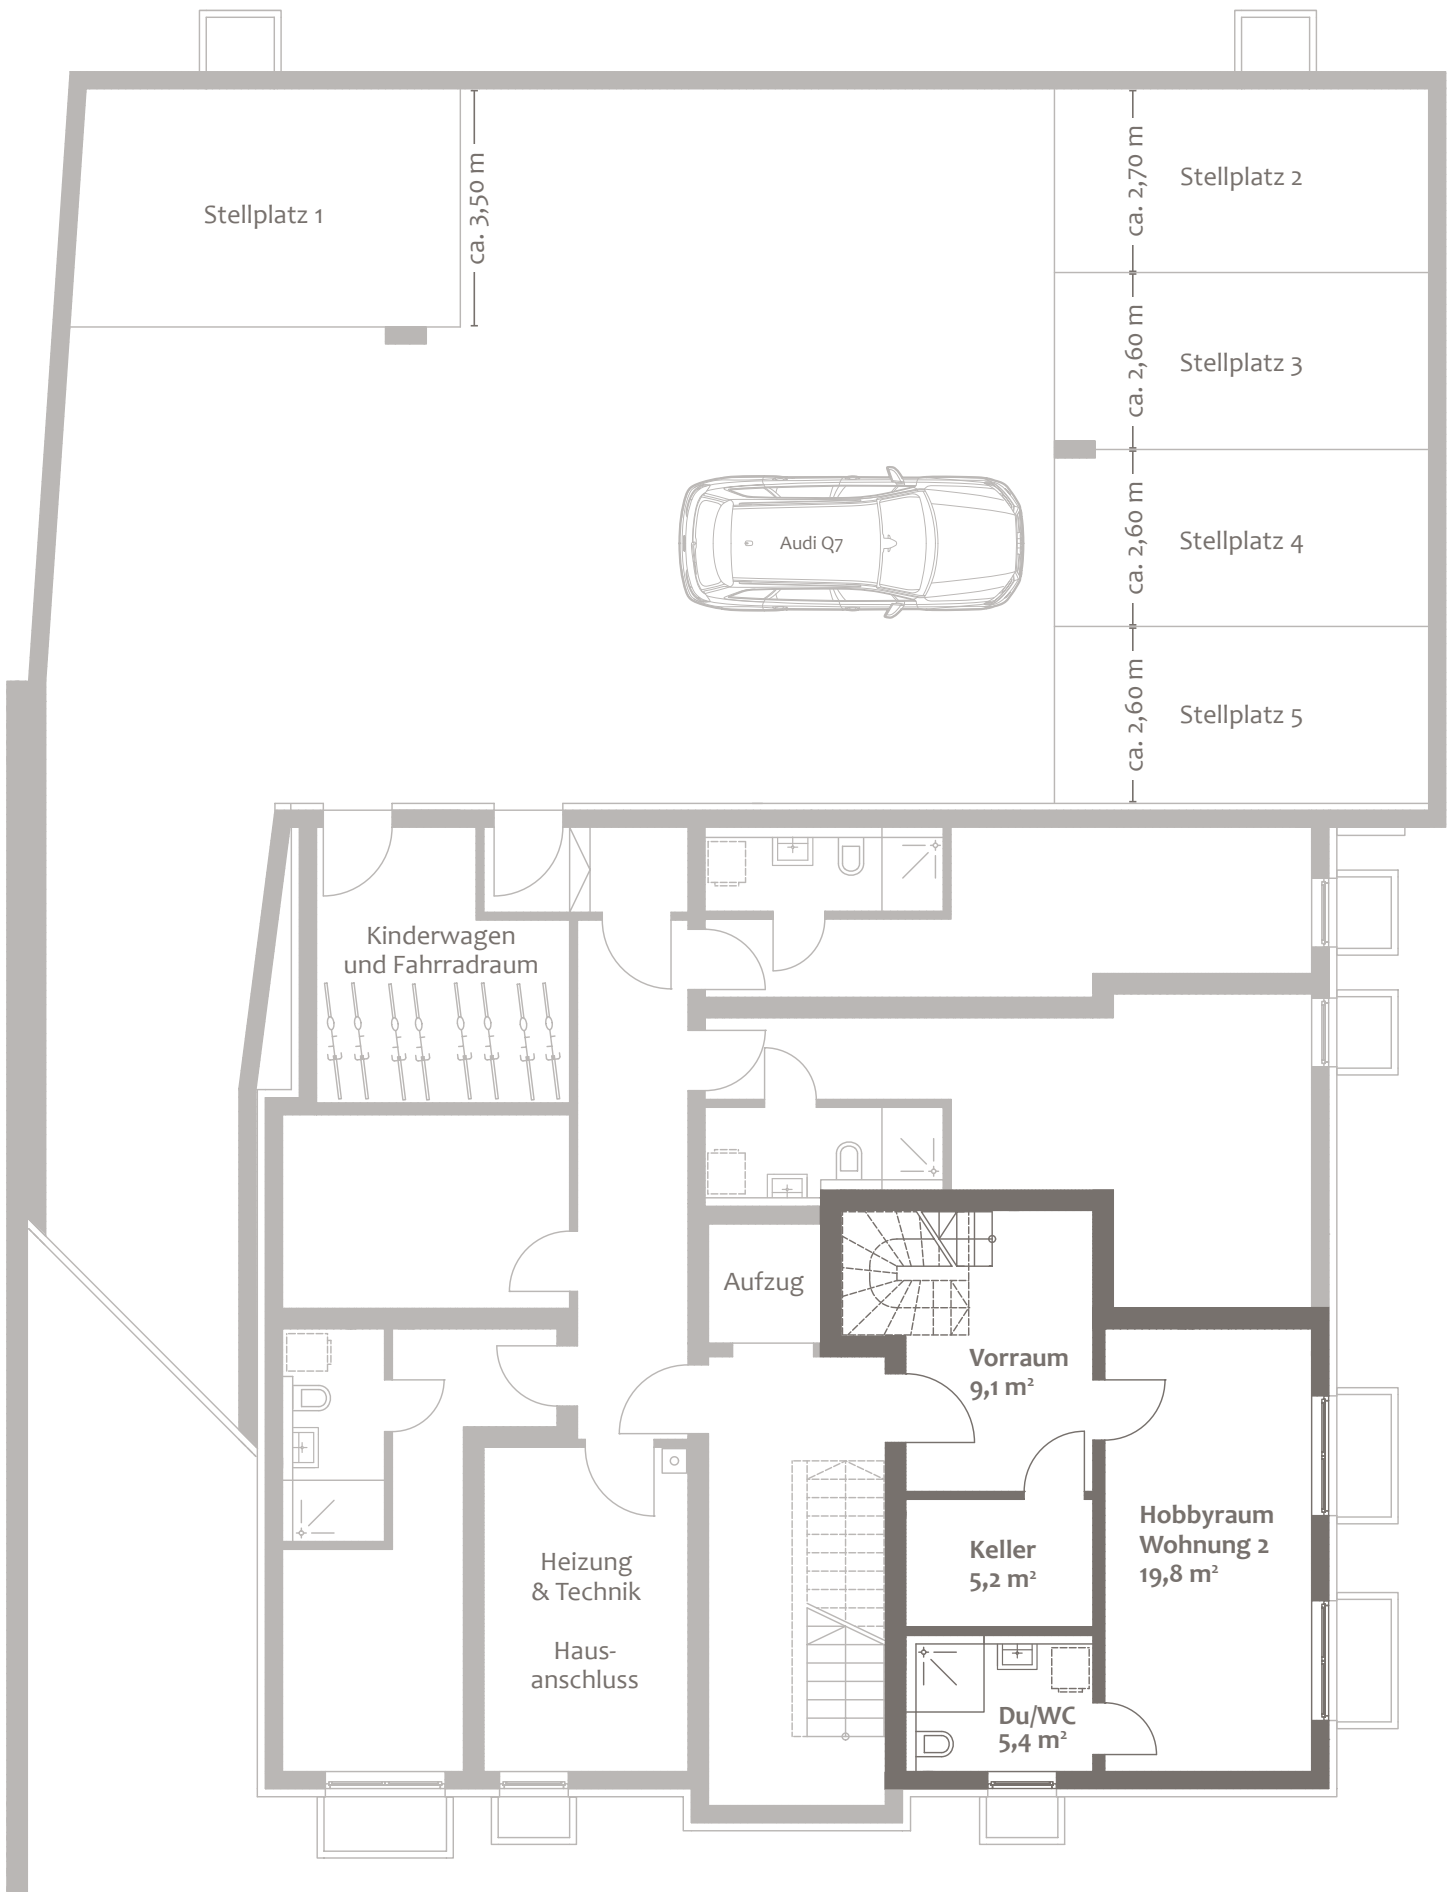 Stellplatz 1
ca. 3,50 m
ca. 2,70 m
Stellplatz 2
ca. 2,60 m
Stellplatz 3
Audi Q7
ca. 2,60 m
Stellplatz 4
ca. 2,60 m
Stellplatz 5
Kinderwagen
und Fahrradraum
Aufzug
Vorraum
9,1 m²
Heizung
& Technik
Haus-
anschluss
Keller
5,2 m²
Hobbyraum
Wohnung 2
19,8 m²
Du/WC
5,4 m²